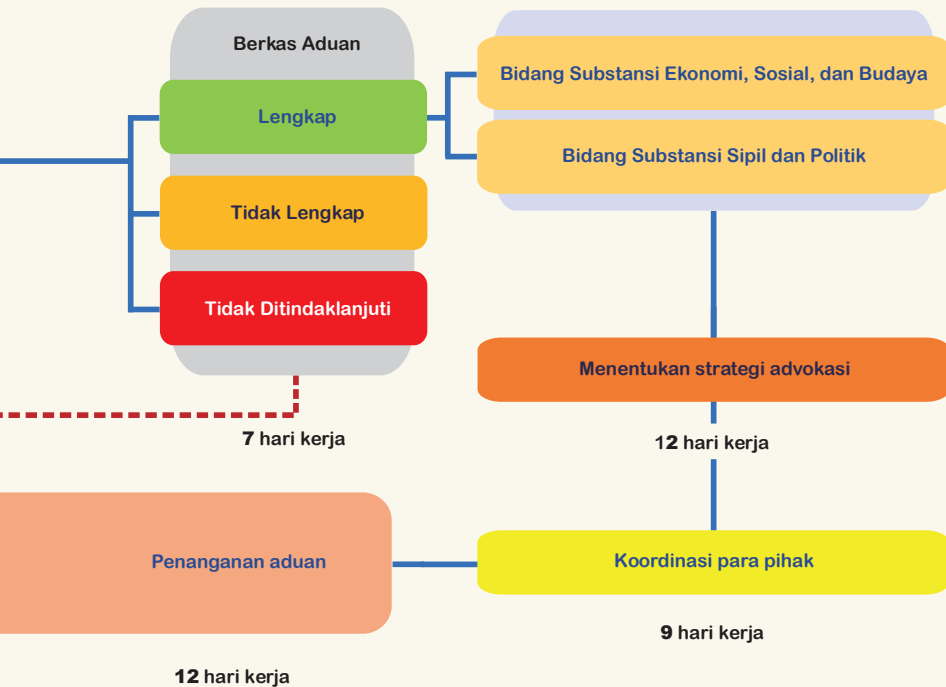 Berkas Aduan
Lengkap
Tidak Lengkap
Tidak Ditindaklanjuti
7 hari kerja
Bidang Substansi Ekonomi, Sosial, dan Budaya
Bidang Substansi Sipil dan Politik
Menentukan strategi advokasi
12 hari kerja
Koordinasi para pihak
9 hari kerja
Penanganan aduan
12 hari kerja